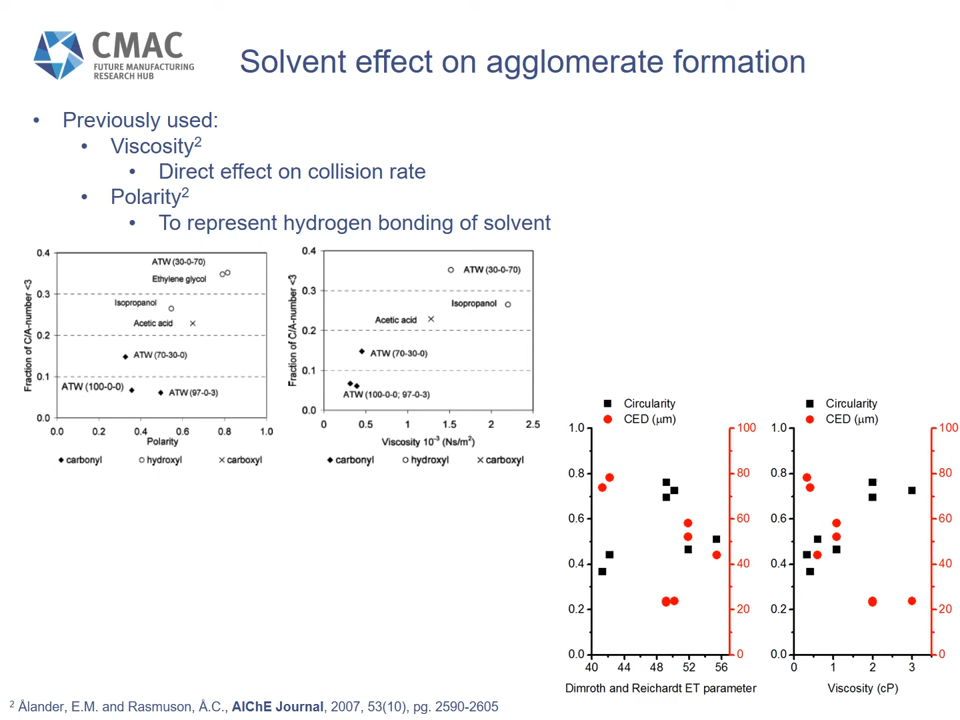 CMAC
FUTURE MANUFACTURING
RESEARCH HUB
Solvent effect on agglomerate formation
• Previously used:
• Viscosity²
• Direct effect on collision rate
• Polarity²
• To represent hydrogen bonding of solvent
Fraction of C/A-number <3
0.4
0.3
0.2
0.1
0.0
0.0 0.2 0.4 0.6 0.8 1.0
Polarity
ATW (30-0-70)
Ethylene glycol
Isopropanol
Acetic acid
ATW (70-30-0)
ATW (100-0-0)
ATW (97-0-3)
♦ carbonyl ○ hydroxyl × carboxyl
Fraction of C/A-number <3
0.4
0.3
0.2
0.1
0.0
0 0.5 1.0 1.5 2.0 2.5
Viscosity 10⁻³ (Ns/m²)
ATW (30-0-70)
Isopropanol
Acetic acid
ATW (70-30-0)
ATW (100-0-0; 97-0-3)
♦ carbonyl ○ hydroxyl × carboxyl
■ Circularity
● CED (μm)
1.0
0.8
0.6
0.4
0.2
0.0
100
80
60
40
20
0
40 44 48 52 56
Dimroth and Reichardt ET parameter
■ Circularity
● CED (μm)
1.0
0.8
0.6
0.4
0.2
0.0
100
80
60
40
20
0
0 1 2 3
Viscosity (cP)
² Ålander, E.M. and Rasmuson, Å.C., AIChE Journal, 2007, 53(10), pg. 2590-2605